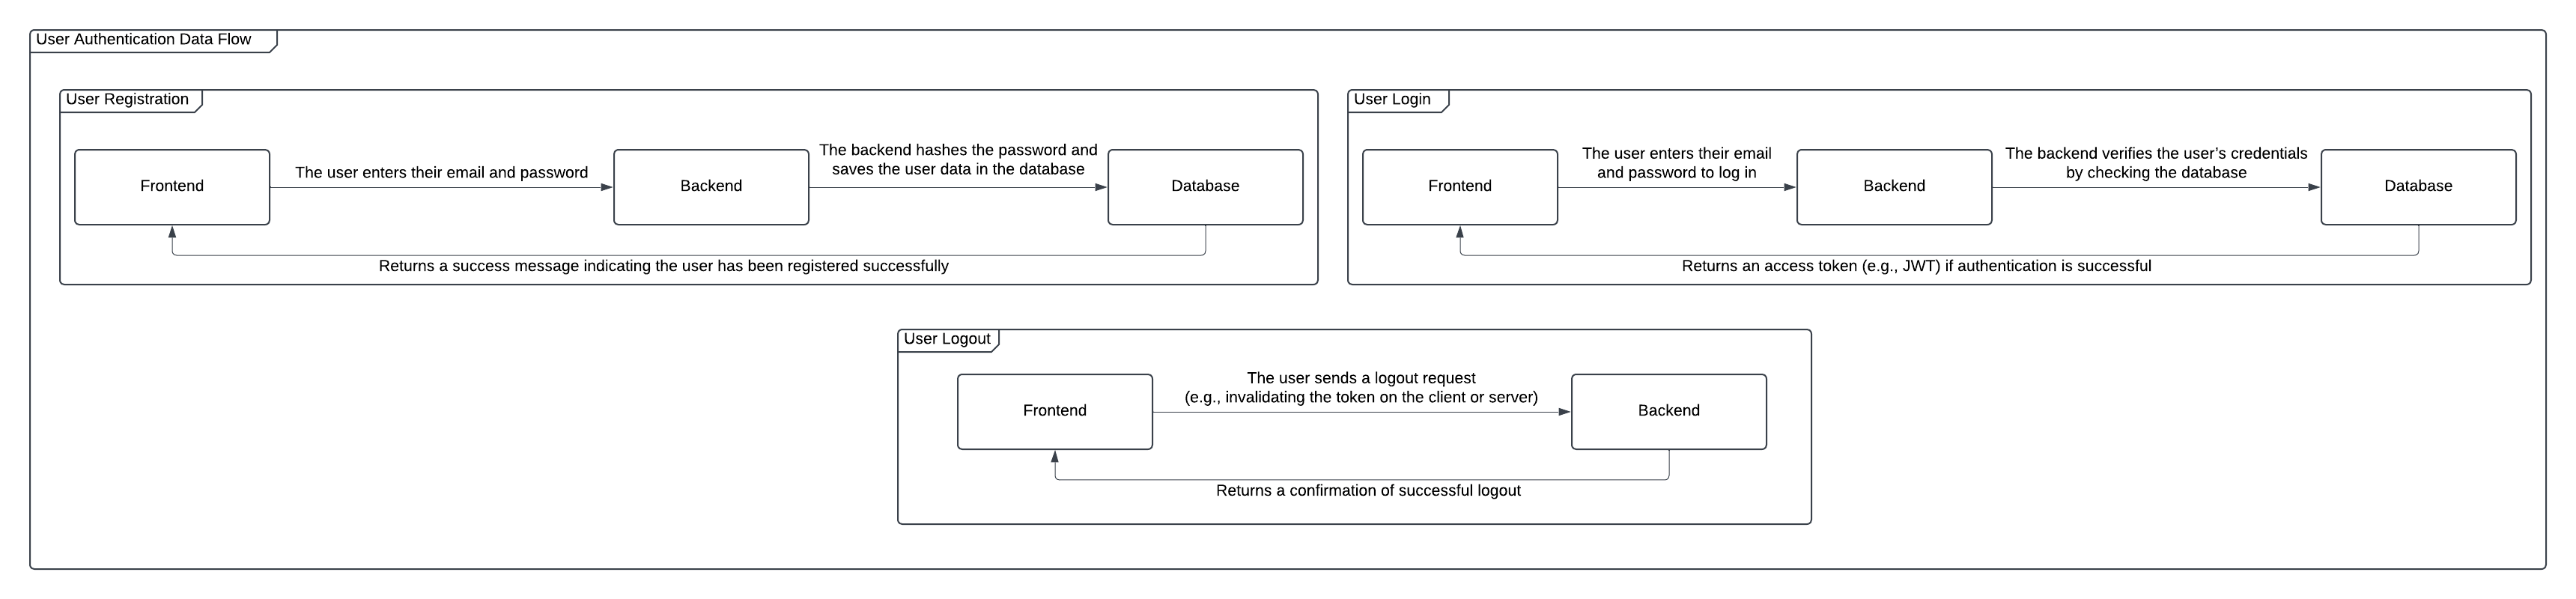 User Authentication Data Flow
User Registration
Frontend
The user enters their email and password
Backend
The backend hashes the password and
saves the user data in the database
Database
Returns a success message indicating the user has been registered successfully
User Login
Frontend
The user enters their email
and password to log in
Backend
The backend verifies the user’s credentials
by checking the database
Database
Returns an access token (e.g., JWT) if authentication is successful
User Logout
Frontend
The user sends a logout request
(e.g., invalidating the token on the client or server)
Backend
Returns a confirmation of successful logout